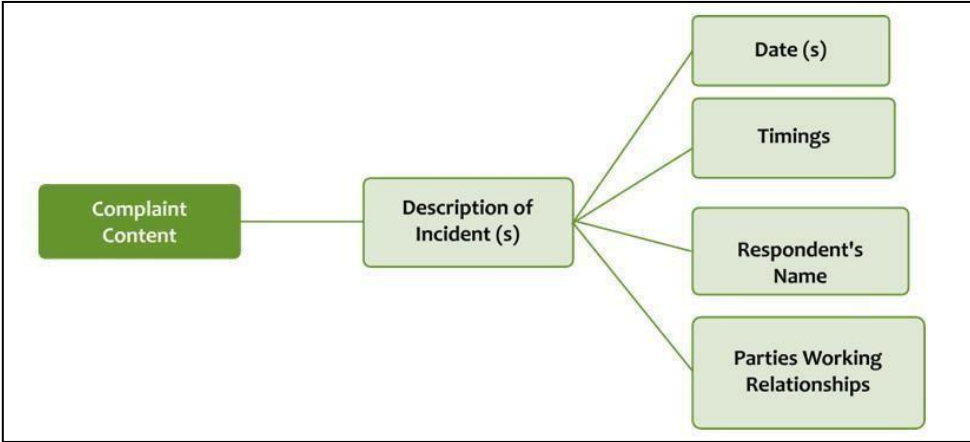 Complaint
Content
Description of
Incident (s)
Date (s)
Timings
Respondent's
Name
Parties Working
Relationships